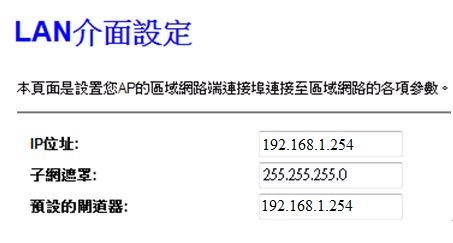 LAN介面設定
本頁面是設置您AP的區域網路端連接埠連接至區域網路的各項參數。
IP位址: 192.168.1.254
子網遮罩: 255.255.255.0
預設的閘道器: 192.168.1.254